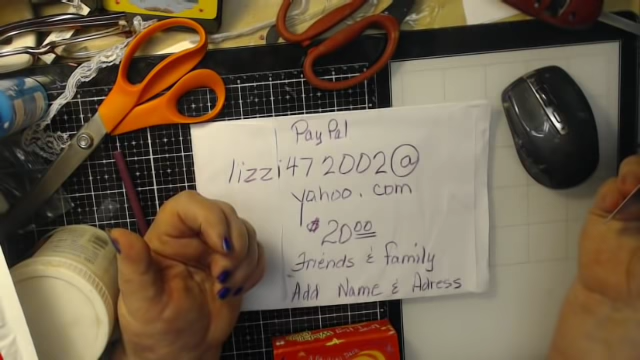 PayPal
lizzi472002@
yahoo.com
$20.00
Friends & family
Add Name & Adress